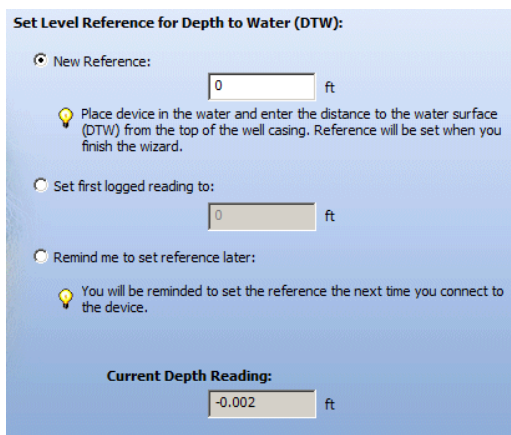 Set Level Reference for Depth to Water (DTW):
New Reference:
0 ft
Place device in the water and enter the distance to the water surface
(DTW) from the top of the well casing. Reference will be set when you
finish the wizard.
Set first logged reading to:
0 ft
Remind me to set reference later:
You will be reminded to set the reference the next time you connect to
the device.
Current Depth Reading:
-0.002 ft